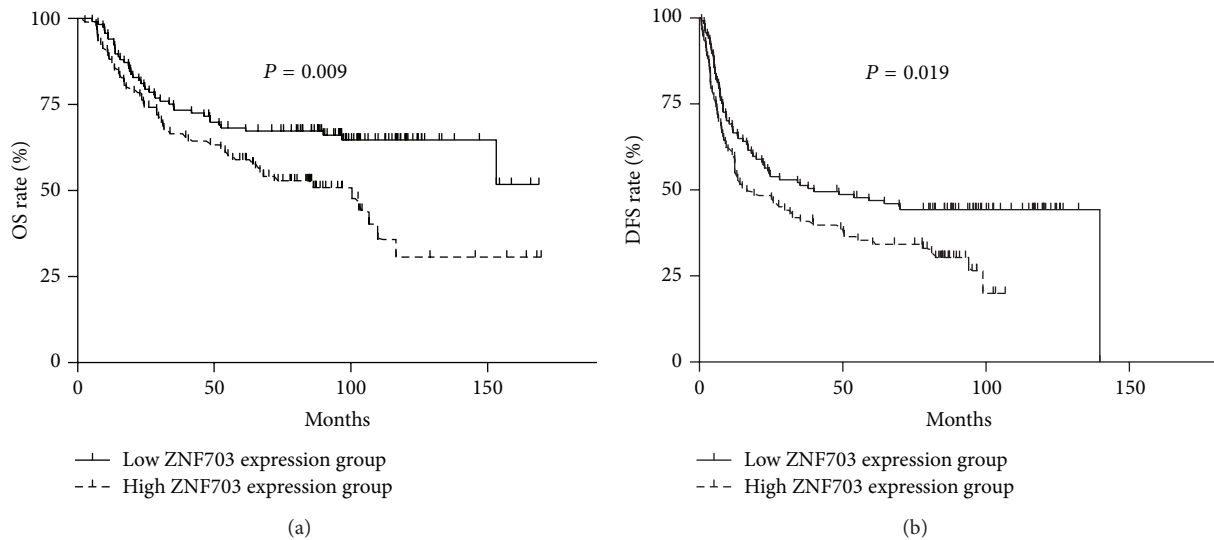 100
75
50
25
0
OS rate (%)
P = 0.009
0 50 100 150
Months
Low ZNF703 expression group
High ZNF703 expression group
(a)
100
75
50
25
0
DFS rate (%)
P = 0.019
0 50 100 150
Months
Low ZNF703 expression group
High ZNF703 expression group
(b)